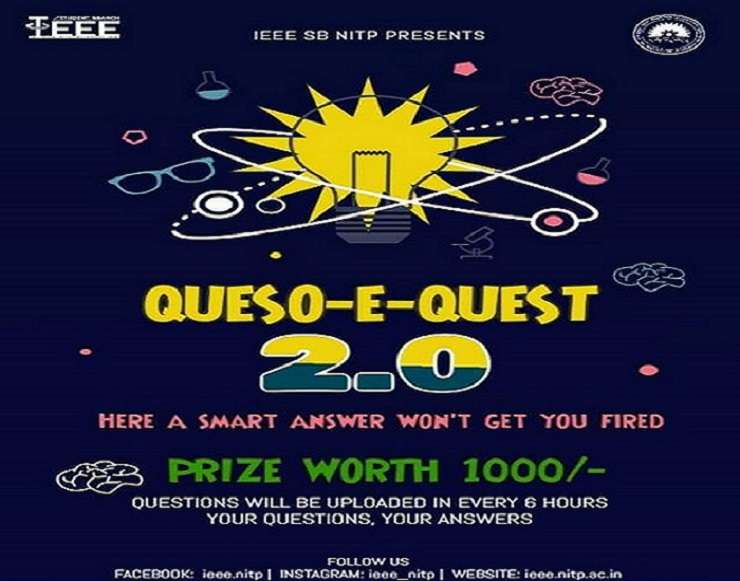 STUDENT BRANCH
IEEE
IEEE SB NITP PRESENTS
QUESO-E-QUEST
2.0
HERE A SMART ANSWER WON'T GET YOU FIRED
PRIZE WORTH 1000/-
QUESTIONS WILL BE UPLOADED IN EVERY 6 HOURS
YOUR QUESTIONS, YOUR ANSWERS
FOLLOW US
FACEBOOK: ieee.nitp | INSTAGRAM: ieee_nitp | WEBSITE: ieee.nitp.ac.in